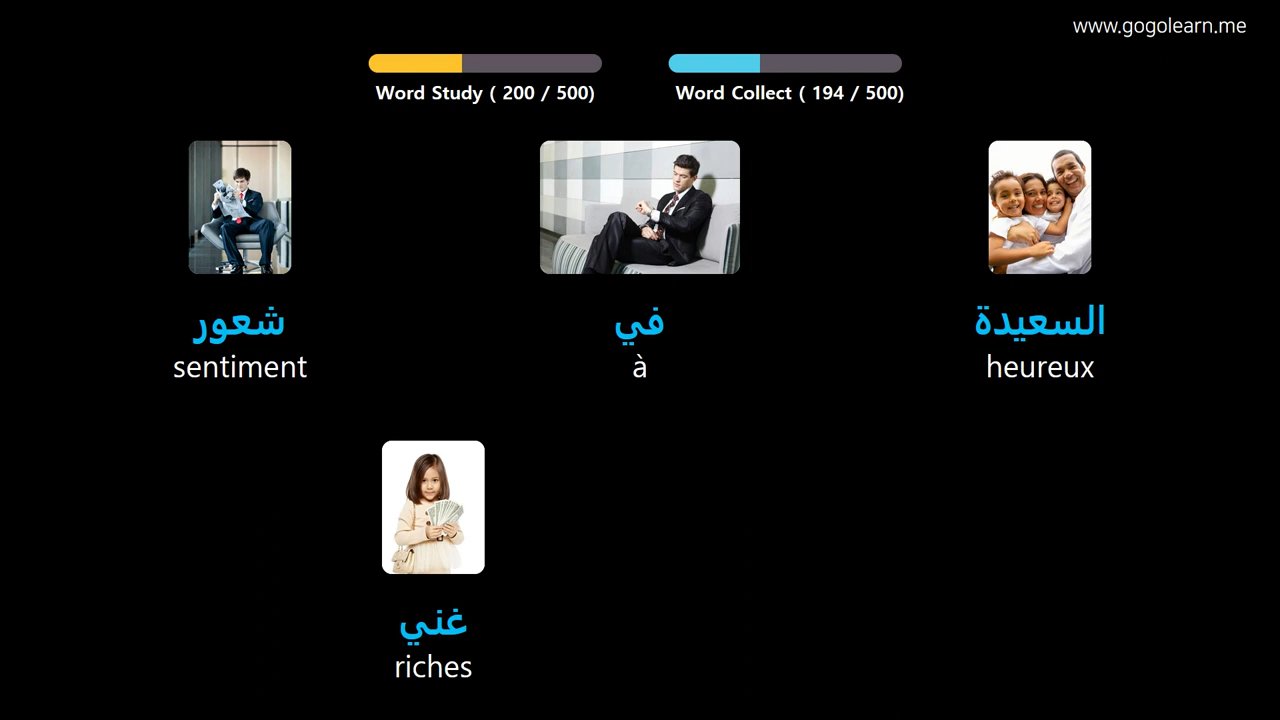 www.gogolearn.me
Word Study ( 200 / 500)
Word Collect ( 194 / 500)
شعور
sentiment
في
à
السعيدة
heureux
غني
riches